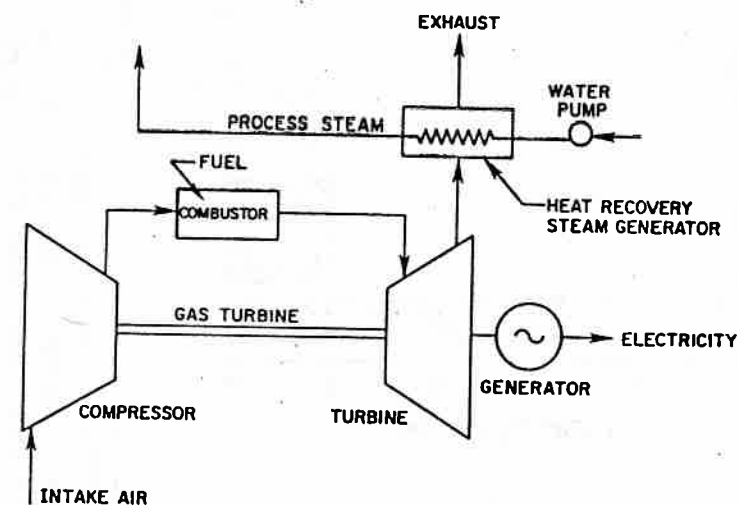 EXHAUST
WATER
PUMP
PROCESS STEAM
FUEL
HEAT RECOVERY
STEAM GENERATOR
COMBUSTOR
GAS TURBINE
ELECTRICITY
GENERATOR
COMPRESSOR
TURBINE
INTAKE AIR